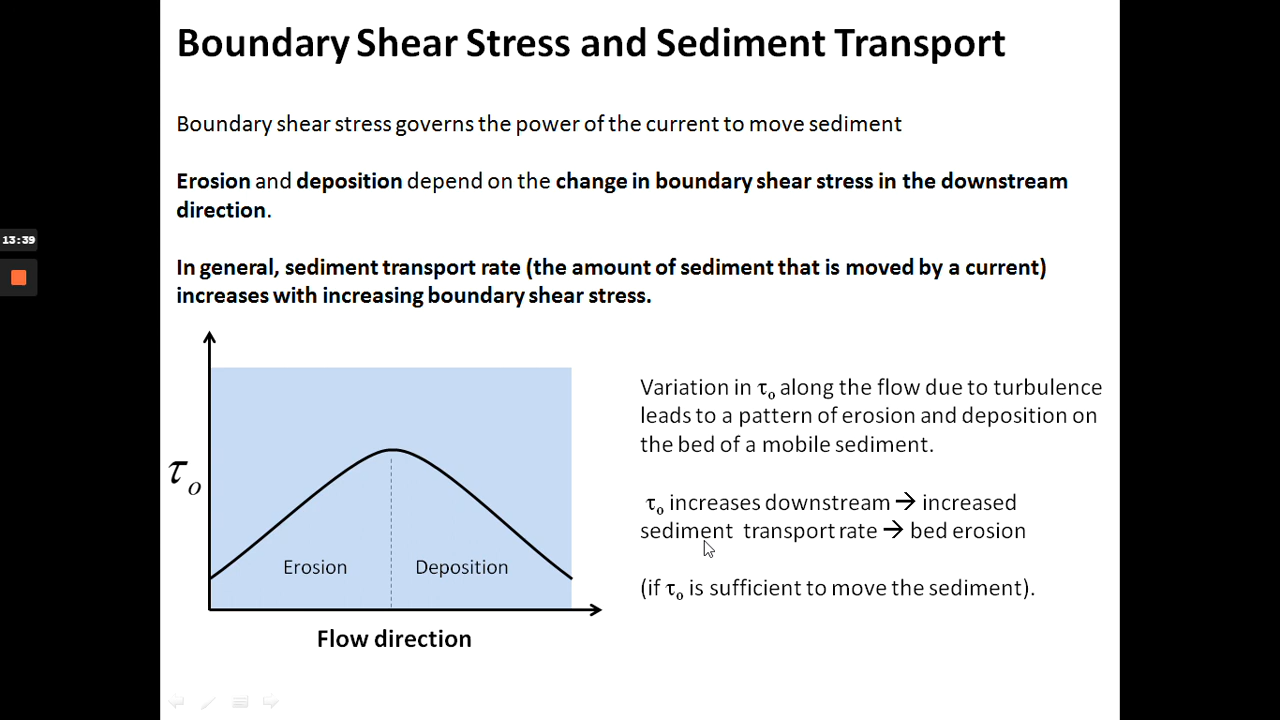 Boundary Shear Stress and Sediment Transport
Boundary shear stress governs the power of the current to move sediment
Erosion and deposition depend on the change in boundary shear stress in the downstream
direction.
13:39
In general, sediment transport rate (the amount of sediment that is moved by a current)
increases with increasing boundary shear stress.
τo
Erosion
Deposition
Flow direction
Variation in τo along the flow due to turbulence
leads to a pattern of erosion and deposition on
the bed of a mobile sediment.
τo increases downstream → increased
sediment transport rate → bed erosion
(if τo is sufficient to move the sediment).